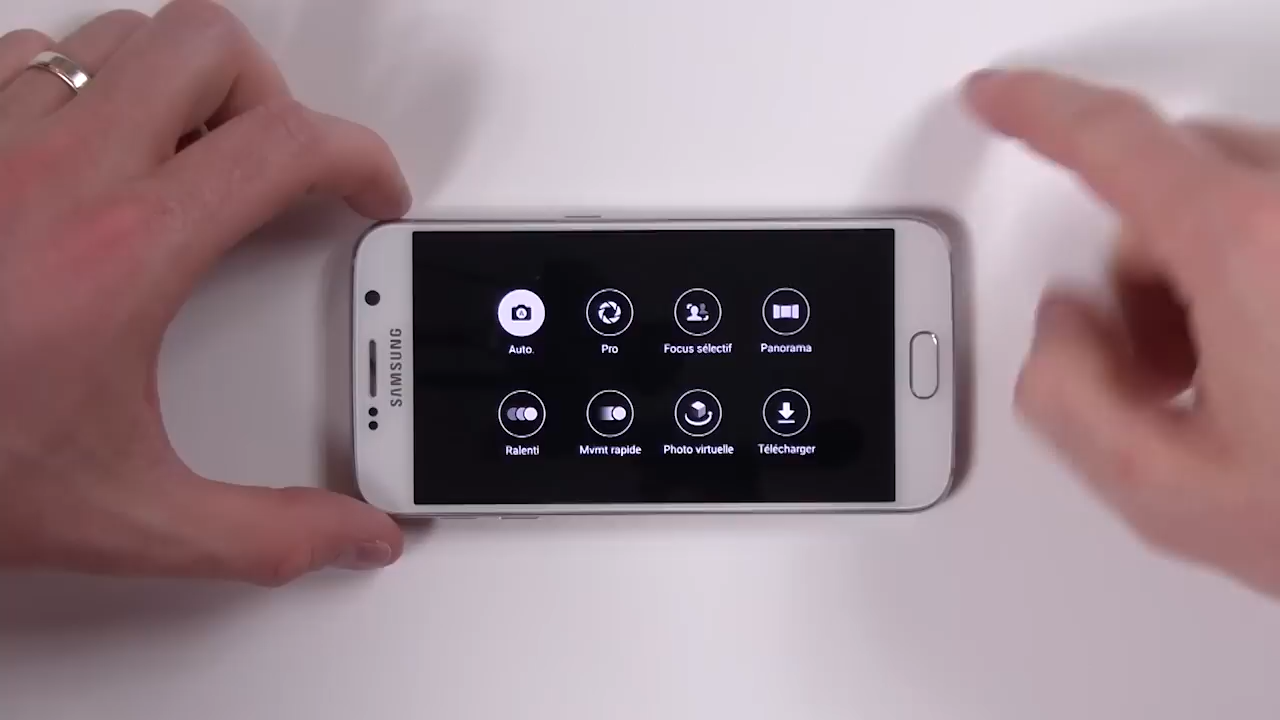 SAMSUNG
Auto.
Pro
Focus sélectif
Panorama
Ralenti
Mvmt rapide
Photo virtuelle
Télécharger